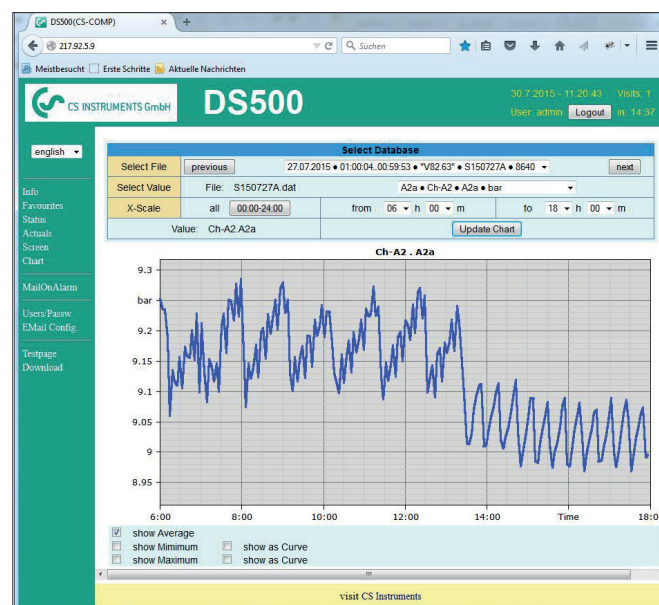 DS500(CS-COMP) × +
217.92.5.9 Suchen
Meistbesucht Erste Schritte Aktuelle Nachrichten
CS INSTRUMENTS GmbH
DS500
30.7.2015 - 11:20:43 Visits: 1
User: admin Logout in: 14:37
english
Info
Favourites
Status
Actuals
Screen
Chart
MailOnAlarm
Users/Passw.
EMail Config.
Testpage
Download
Select Database
Select File previous 27.07.2015 ● 01:00:04..00:59:53 ● "V82.63" ● S150727A ● 8640 next
Select Value File: S150727A.dat A2a ● Ch-A2 ● A2a ● bar
X-Scale all 00:00-24:00 from 06 h 00 m to 18 h 00 m
Value: Ch-A2.A2a Update Chart
Ch-A2 . A2a
9.3
bar
9.2
9.15
9.1
9.05
9
8.95
6:00 8:00 10:00 12:00 14:00 Time 18:0
show Average
show Mimimum show as Curve
show Maximum show as Curve
visit CS Instruments